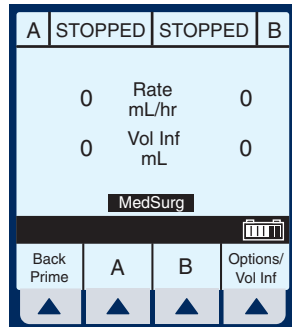 A STOPPED STOPPED B
0 Rate 0
mL/hr
0 Vol Inf 0
mL
MedSurg
Back Prime A B Options/ Vol Inf